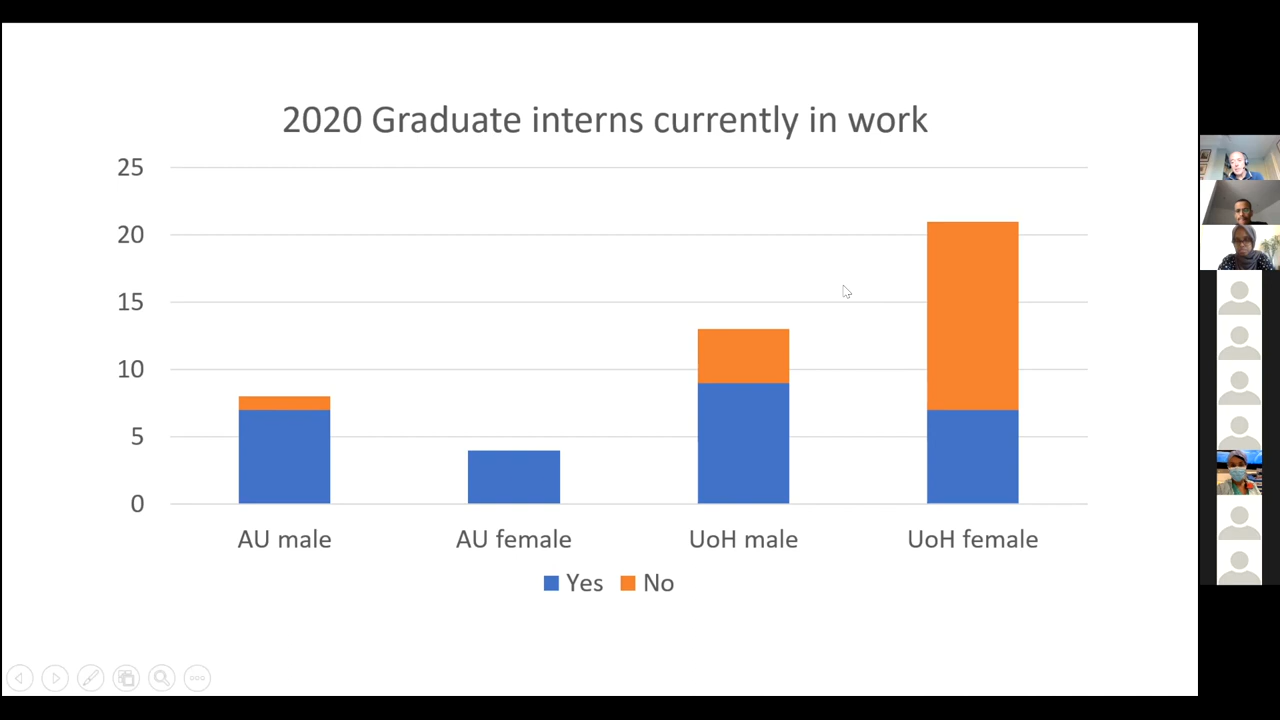 2020 Graduate interns currently in work
25
20
15
10
5
0
AU male AU female UoH male UoH female
Yes No